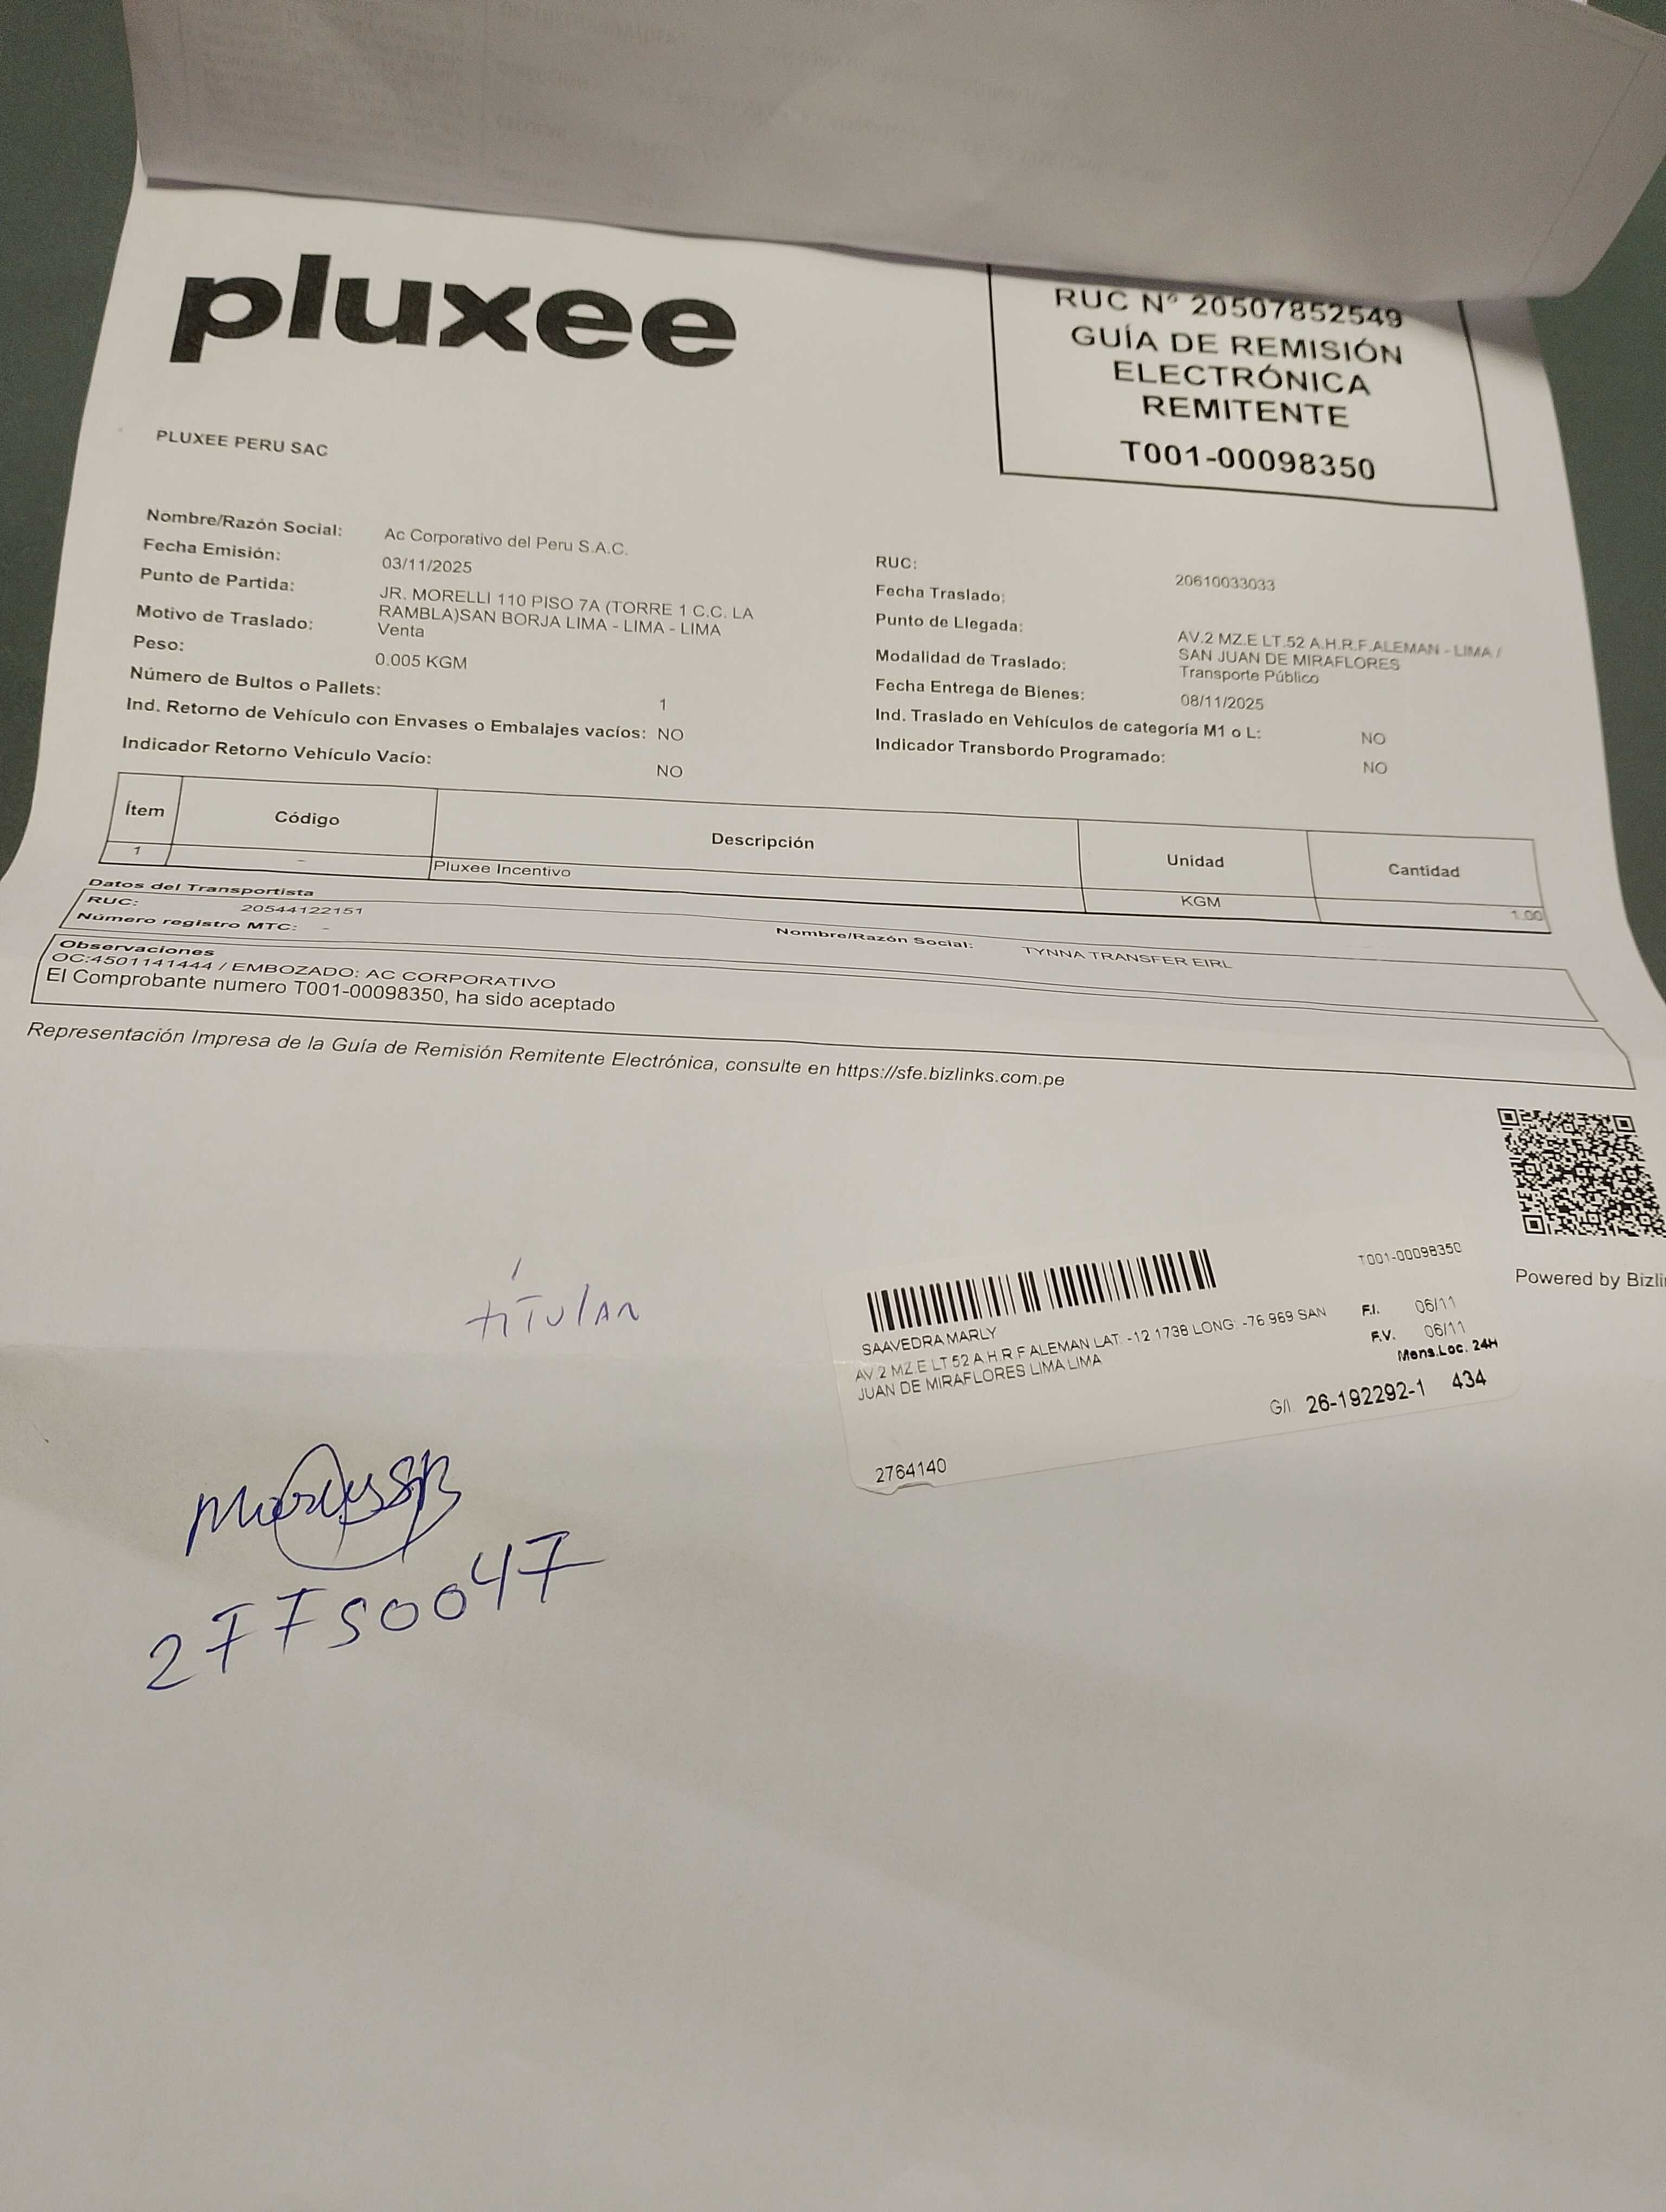 pluxee
RUC Nº 20507852549
GUÍA DE REMISIÓN
ELECTRÓNICA
REMITENTE
T001-00098350
PLUXEE PERU SAC
Nombre/Razón Social: Ac Corporativo del Peru S.A.C.
Fecha Emisión: 03/11/2025
Punto de Partida: JR. MORELLI 110 PISO 7A (TORRE 1 C.C. LA
RAMBLA)SAN BORJA LIMA - LIMA - LIMA
Motivo de Traslado: Venta
Peso: 0.005 KGM
Número de Bultos o Pallets: 1
Ind. Retorno de Vehículo con Envases o Embalajes vacíos: NO
Indicador Retorno Vehículo Vacío: NO
RUC: 20610033033
Fecha Traslado:
Punto de Llegada: AV.2 MZ.E LT.52 A.H.R.F.ALEMAN - LIMA /
SAN JUAN DE MIRAFLORES
Modalidad de Traslado: Transporte Público
Fecha Entrega de Bienes: 08/11/2025
Ind. Traslado en Vehículos de categoría M1 o L: NO
Indicador Transbordo Programado: NO
Ítem Código Descripción Unidad Cantidad
1 - Pluxee Incentivo KGM 1.00
Datos del Transportista
RUC: 20544122151
Nombre/Razón Social: TYNNA TRANSFER EIRL
Número registro MTC: -
Observaciones
OC:4501141444 / EMBOZADO: AC CORPORATIVO
El Comprobante numero T001-00098350, ha sido aceptado
Representación Impresa de la Guía de Remisión Remitente Electrónica, consulte en https://sfe.bizlinks.com.pe
Powered by Bizli
T001-00098350
SAAVEDRA MARLY
AV.2 MZ.E LT.52 A.H.R.F.ALEMAN LAT: -12.1738 LONG: -76.969 SAN
JUAN DE MIRAFLORES LIMA LIMA
F.I. 06/11
F.V. 06/11
Mens.Loc. 24H
G/I. 26-192292-1 434
2764140
tíTulAR
27750047